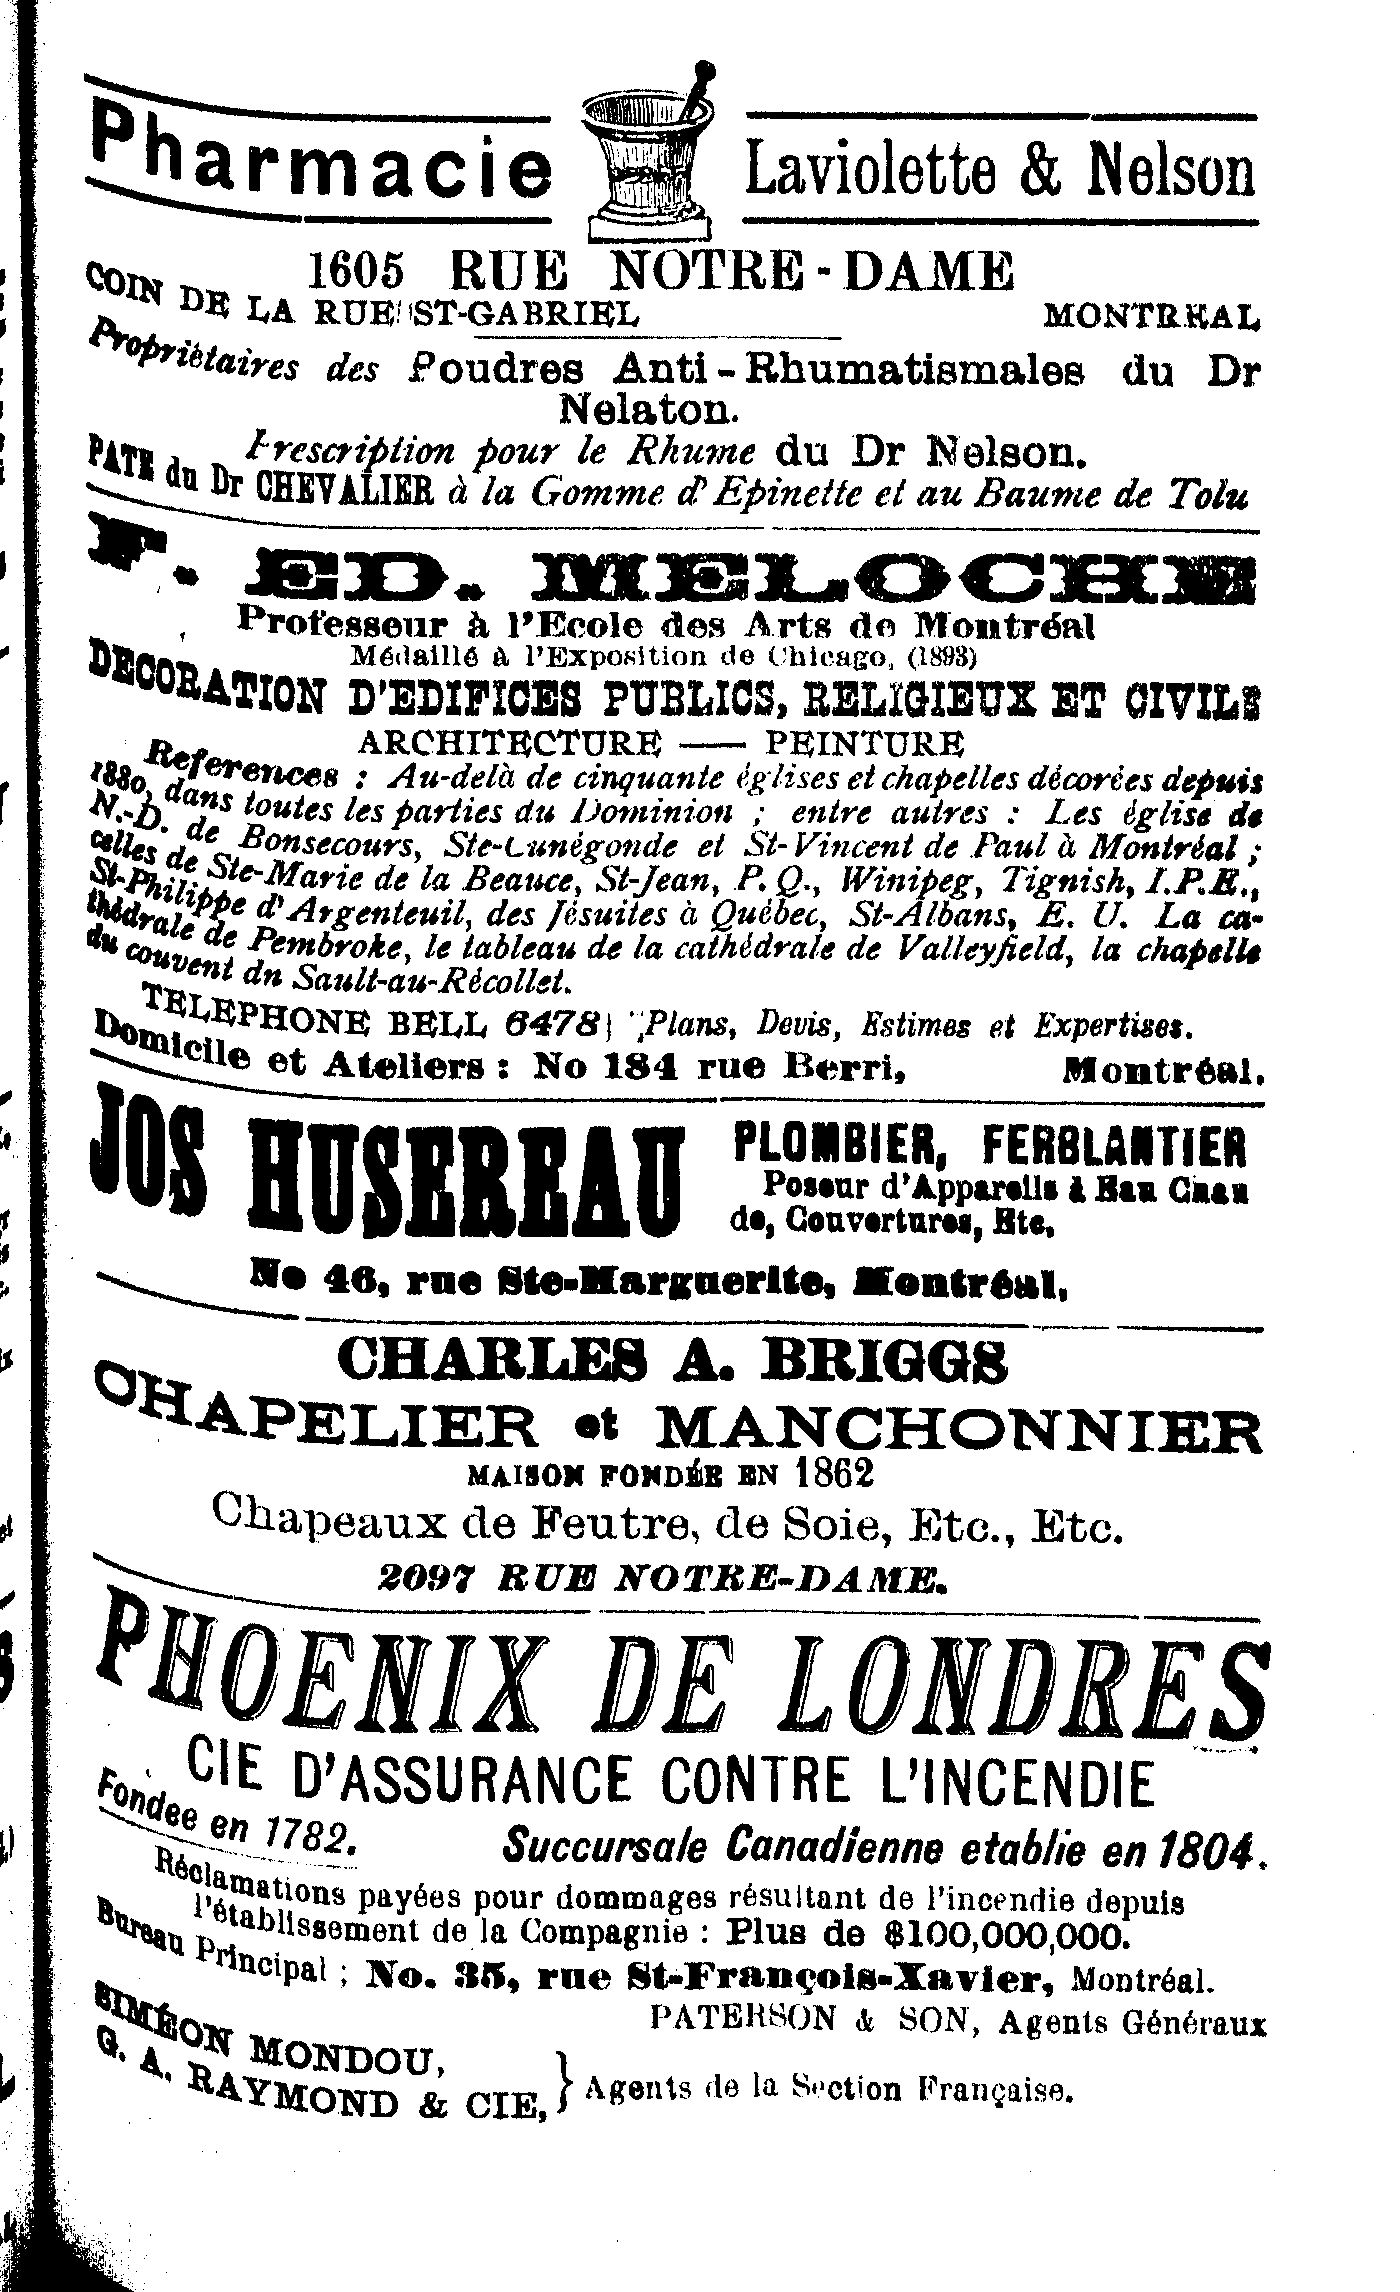 Pharmacie Laviolette & Nelson
1605 RUE NOTRE-DAME
COIN DE LA RUE ST-GABRIEL MONTREAL
Propriètaires des Poudres Anti-Rhumatismales du Dr
Nelaton.
Prescription pour le Rhume du Dr Nelson.
PATE du Dr CHEVALIER à la Gomme d'Epinette et au Baume de Tolu
F. ED. MELOCHE
Professeur à l'Ecole des Arts de Montréal
Médaillé à l'Exposition de Chicago, (1893)
DECORATION D'EDIFICES PUBLICS, RELIGIEUX ET CIVILS
ARCHITECTURE — PEINTURE
References : Au-delà de cinquante églises et chapelles décorées depuis
1880, dans toutes les parties du Dominion ; entre autres : Les église de
N.-D. de Bonsecours, Ste-Cunégonde et St-Vincent de Paul à Montréal ;
celles de Ste-Marie de la Beauce, St-Jean, P. Q., Winipeg, Tignish, I.P.E.,
St-Philippe d'Argenteuil, des Jésuites à Québec, St-Albans, E. U. La ca-
thédrale de Pembroke, le tableau de la cathédrale de Valleyfield, la chapelle
du couvent dn Sault-au-Récollet.
TELEPHONE BELL 6478 Plans, Devis, Estimes et Expertises.
Domicile et Ateliers : No 184 rue Berri, Montréal.
JOS HUSEREAU PLOMBIER, FERBLANTIER
Poseur d'Appareils à Eau Chau
de, Couvertures, Etc.
No 46, rue Ste-Marguerite, Montréal.
CHARLES A. BRIGGS
CHAPELIER et MANCHONNIER
MAISON FONDÉE EN 1862
Chapeaux de Feutre, de Soie, Etc., Etc.
2097 RUE NOTRE-DAME.
PHOENIX DE LONDRES
CIE D'ASSURANCE CONTRE L'INCENDIE
Fondee en 1782. Succursale Canadienne etablie en 1804.
Réclamations payées pour dommages résultant de l'incendie depuis
l'établissement de la Compagnie : Plus de $100,000,000.
Bureau Principal ; No. 35, rue St-François-Xavier, Montréal.
PATERSON & SON, Agents Généraux
SIMÉON MONDOU,
G. A. RAYMOND & CIE, } Agents de la Section Française.